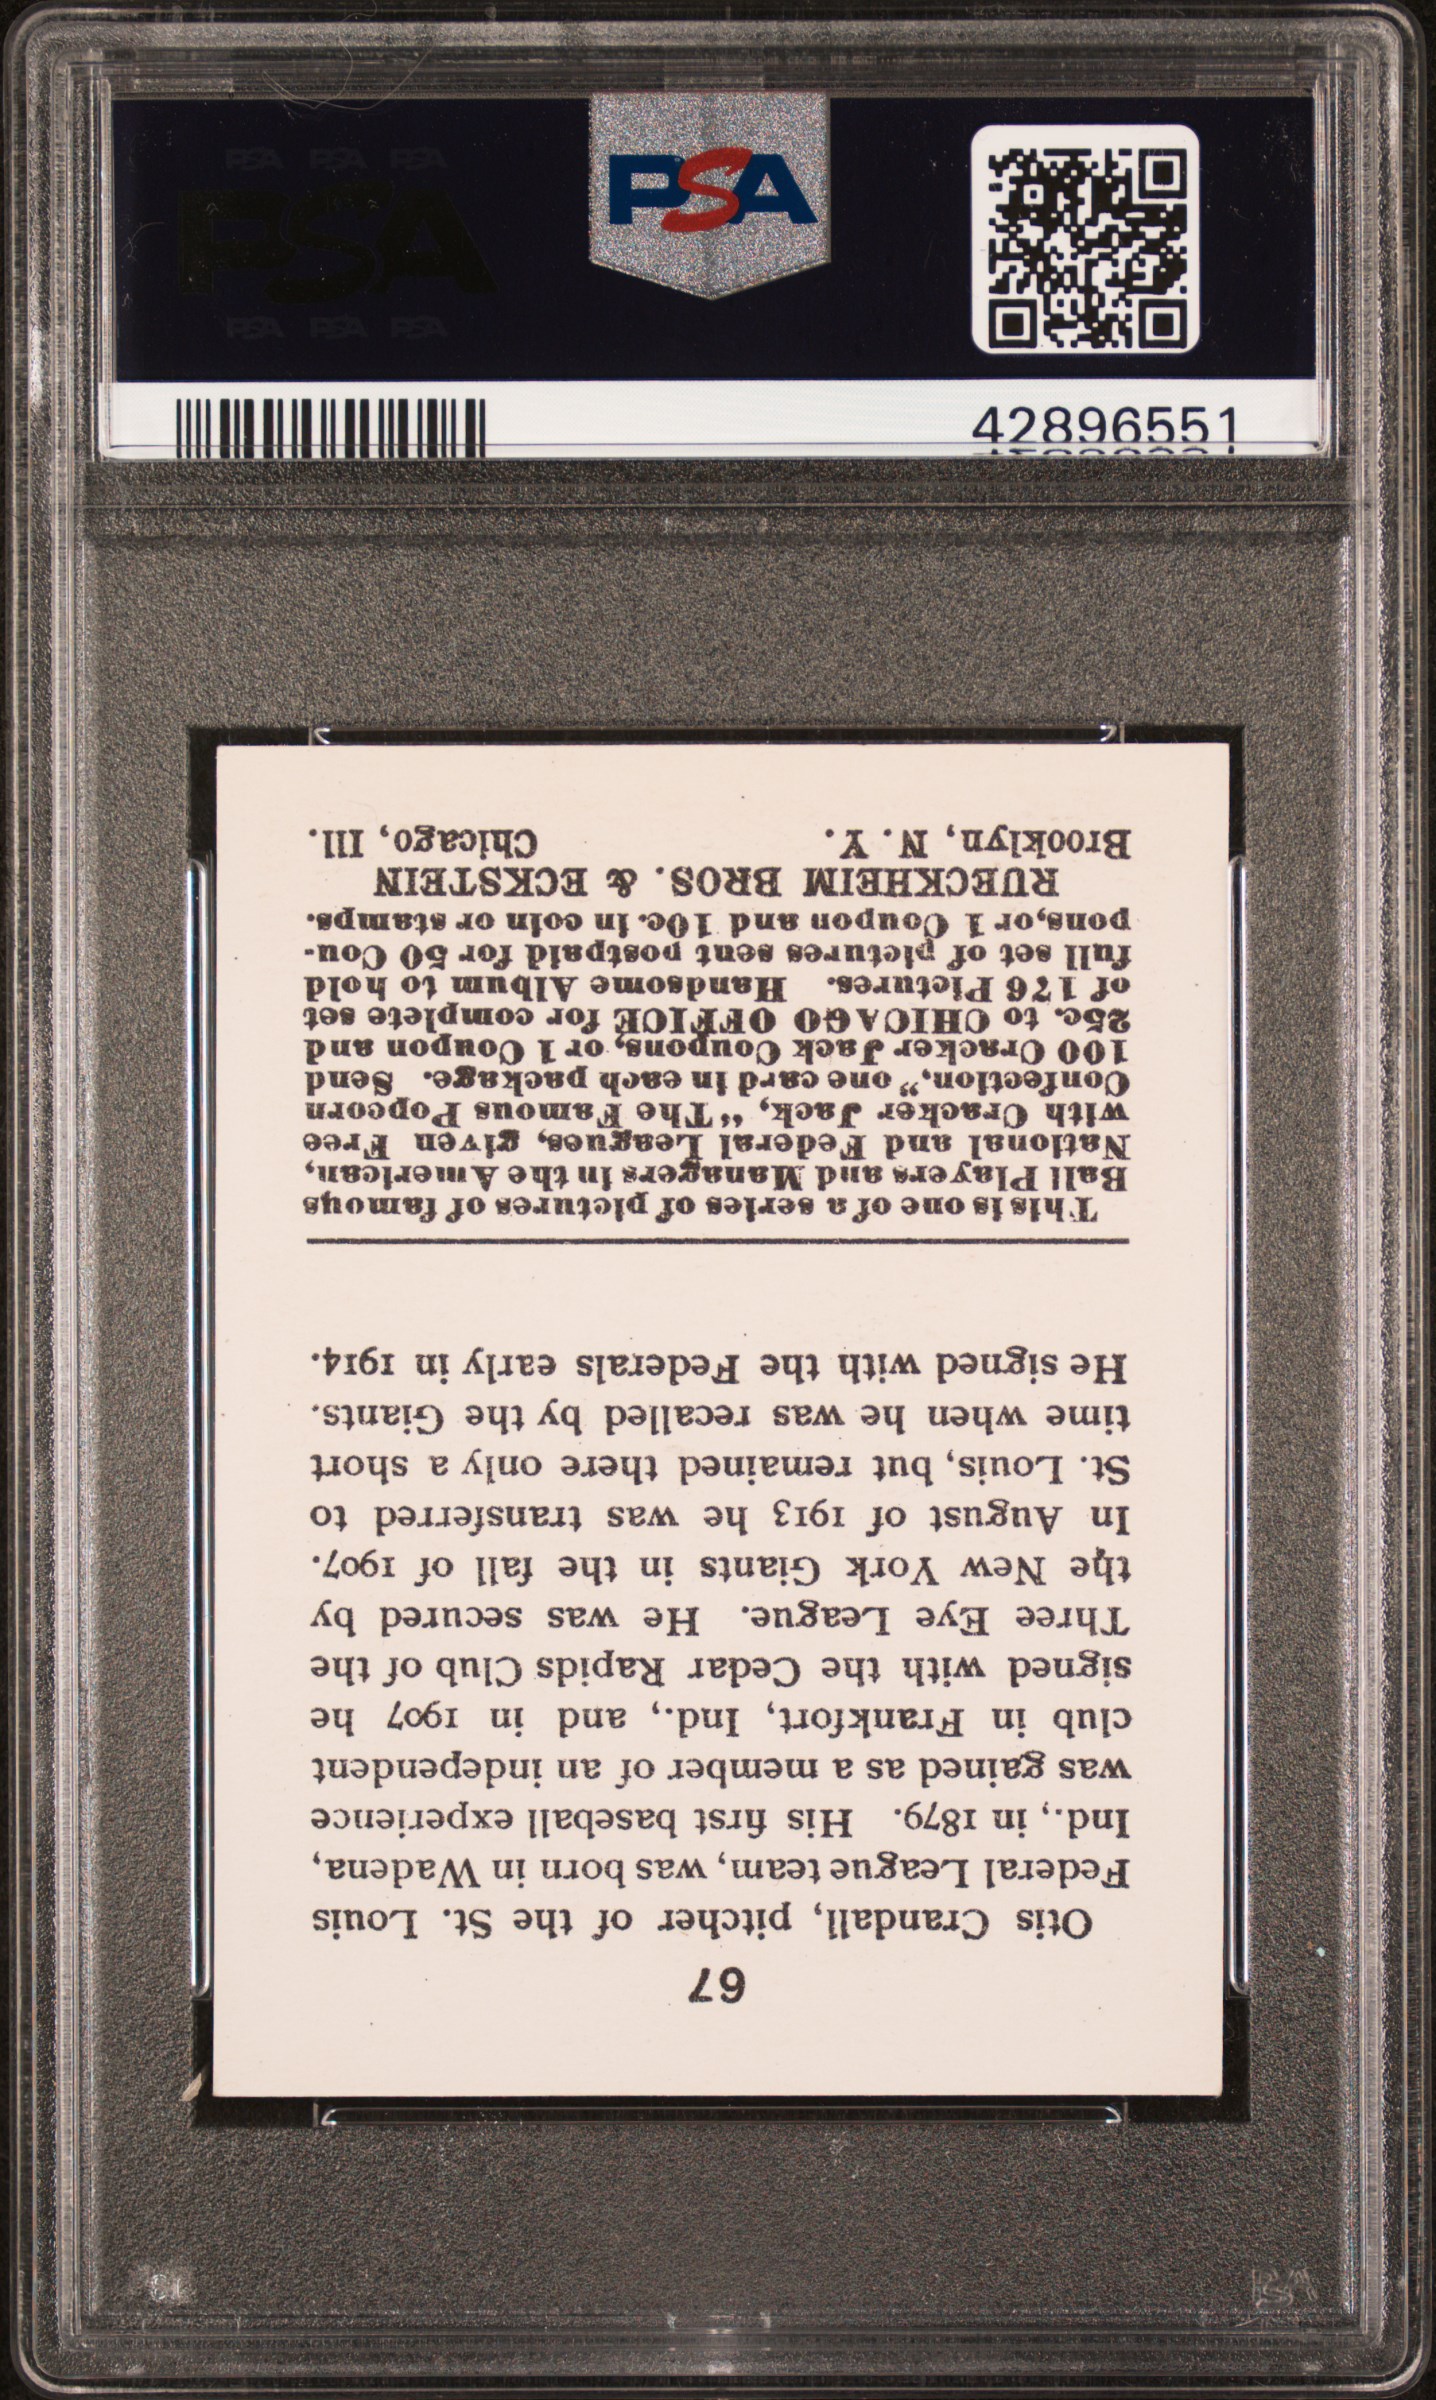 PSA PSA PSA
PSA
PSA PSA PSA
PSA
42896551
67
Otis Crandall, pitcher of the St. Louis
Federal League team, was born in Wadena,
Ind., in 1879. His first baseball experience
was gained as a member of an independent
club in Frankfort, Ind., and in 1907 he
signed with the Cedar Rapids Club of the
Three Eye League. He was secured by
the New York Giants in the fall of 1907.
In August of 1913 he was transferred to
St. Louis, but remained there only a short
time when he was recalled by the Giants.
He signed with the Federals early in 1914.
This is one of a series of pictures of famous
Ball Players and Managers in the American,
National and Federal Leagues, given Free
with Cracker Jack, "The Famous Popcorn
Confection," one card in each package. Send
100 Cracker Jack Coupons, or 1 Coupon and
25c. to CHICAGO OFFICE for complete set
of 176 Pictures. Handsome Album to hold
full set of pictures sent postpaid for 50 Cou-
pons, or 1 Coupon and 10c. in coin or stamps.
RUECKHEIM BROS. & ECKSTEIN
Brooklyn, N. Y. Chicago, Ill.
PSA